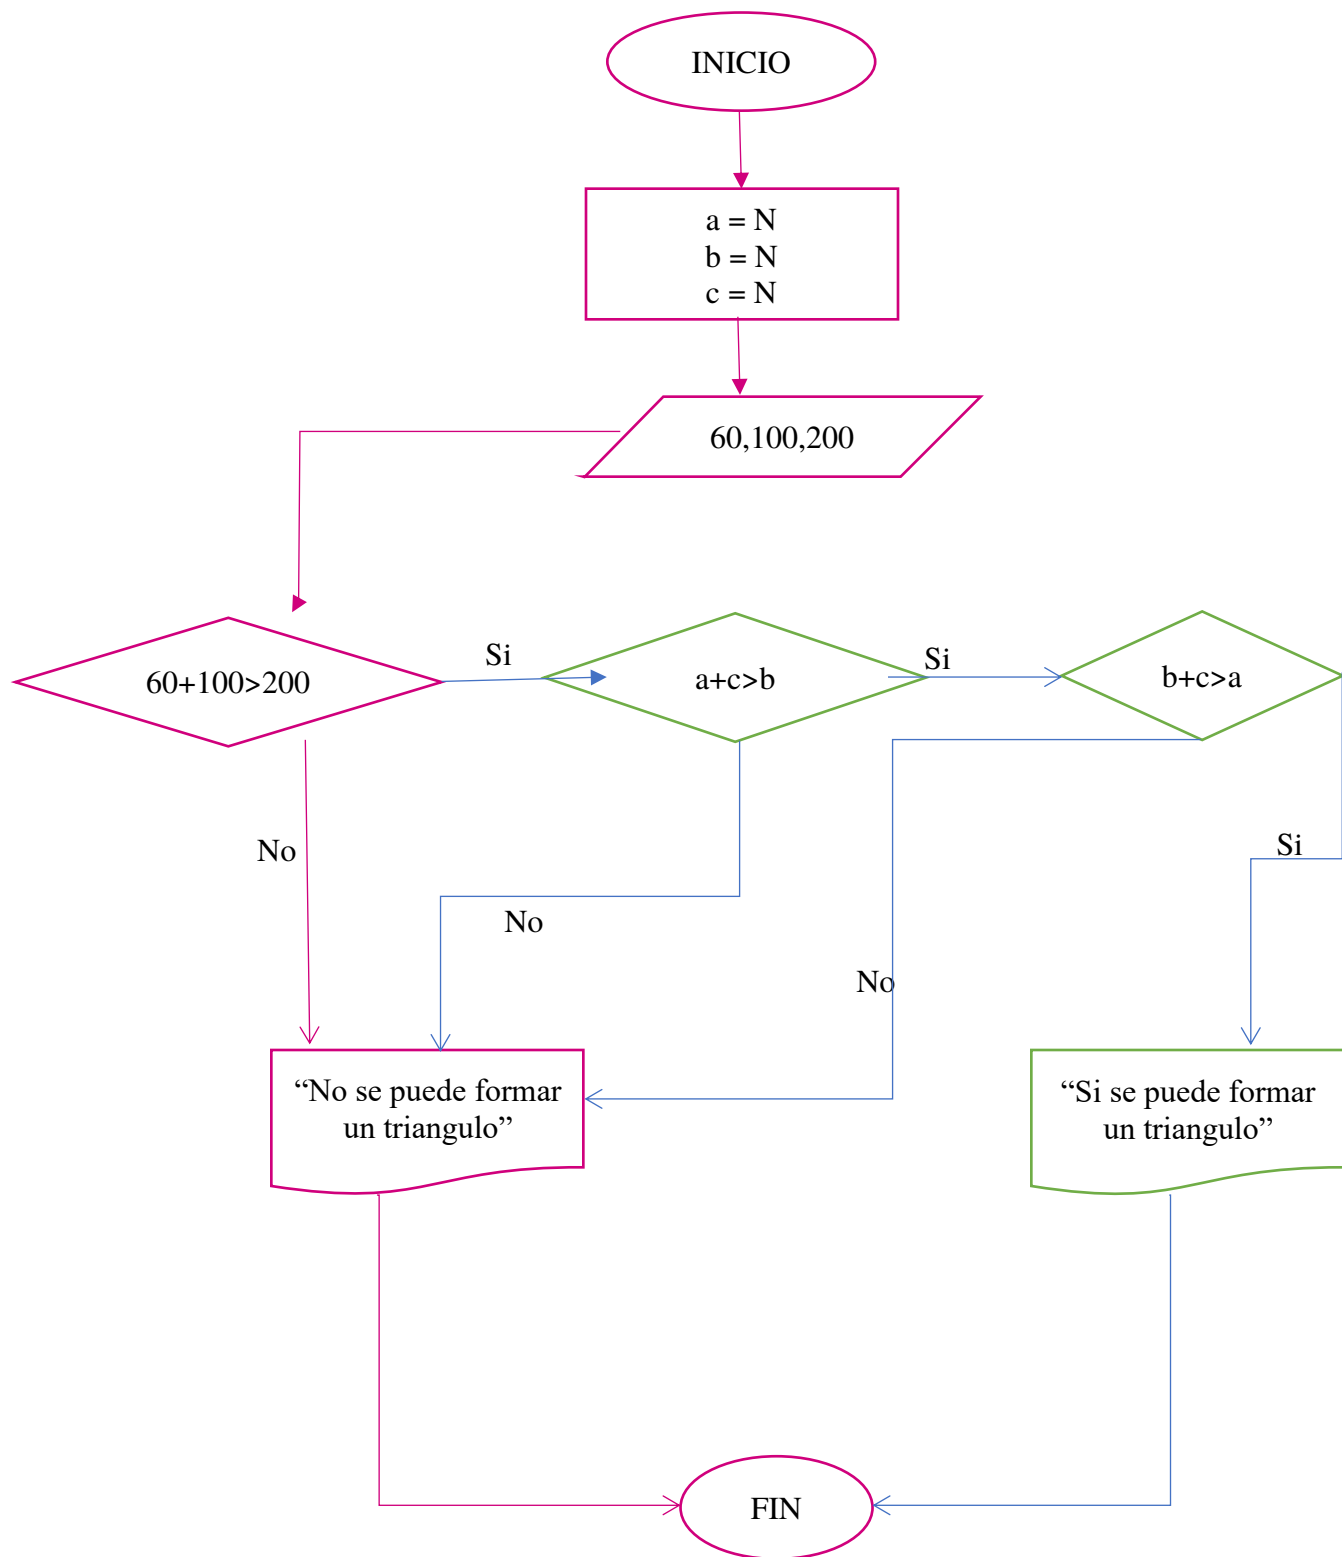 INICIO
a = N
b = N
c = N
60,100,200
60+100>200
Si
a+c>b
Si
b+c>a
No
No
No
Si
“No se puede formar
un triangulo”
“Si se puede formar
un triangulo”
FIN